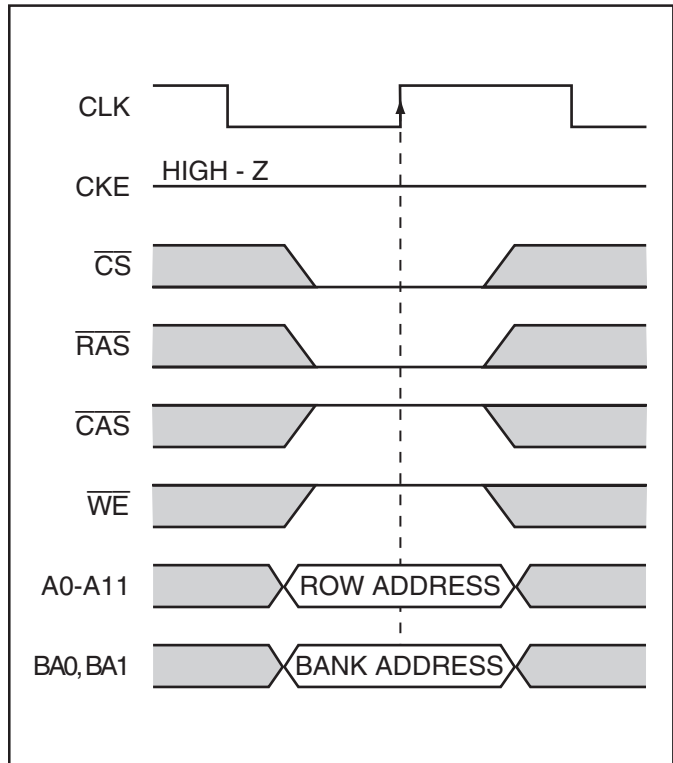 CLK
HIGH - Z
CKE
CS
RAS
CAS
WE
A0-A11 ROW ADDRESS
BA0, BA1 BANK ADDRESS